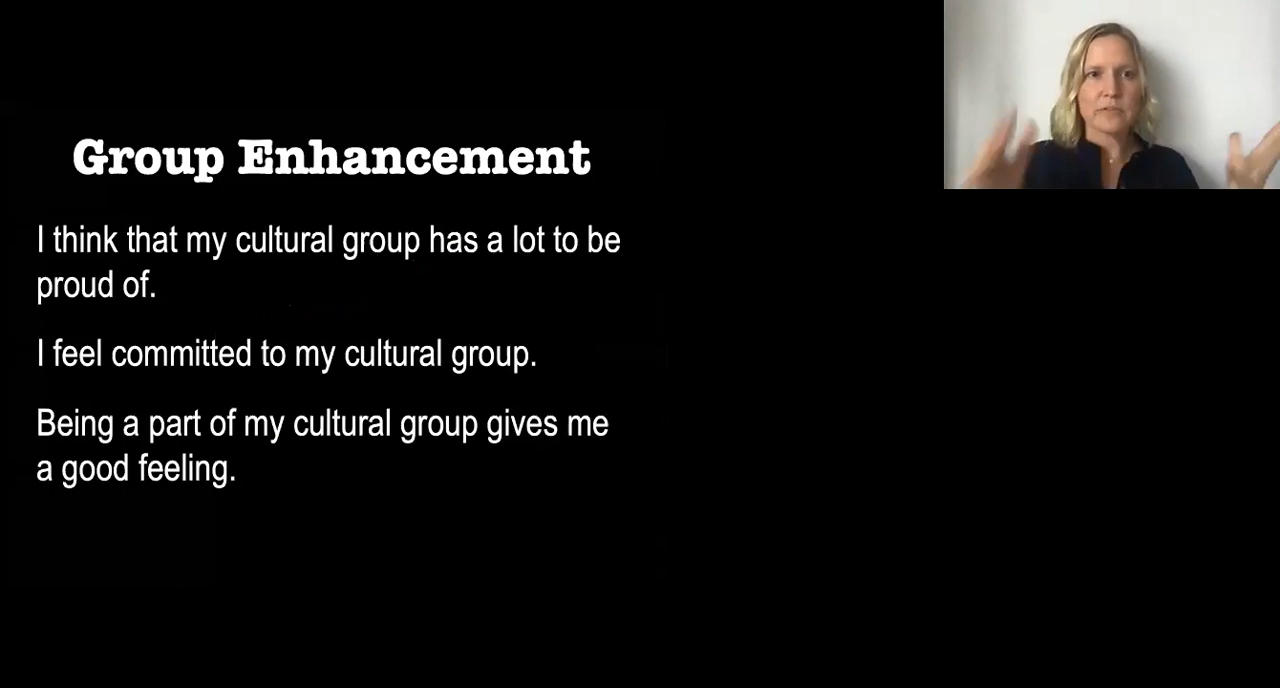 Group Enhancement
I think that my cultural group has a lot to be
proud of.
I feel committed to my cultural group.
Being a part of my cultural group gives me
a good feeling.